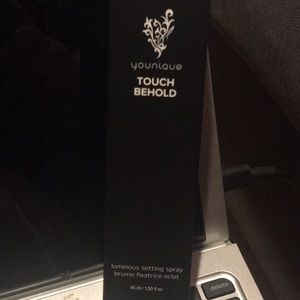 younique
TOUCH
BEHOLD
luminous setting spray
brume fixatrice éclat
45 ml / 1.50 fl oz
delete